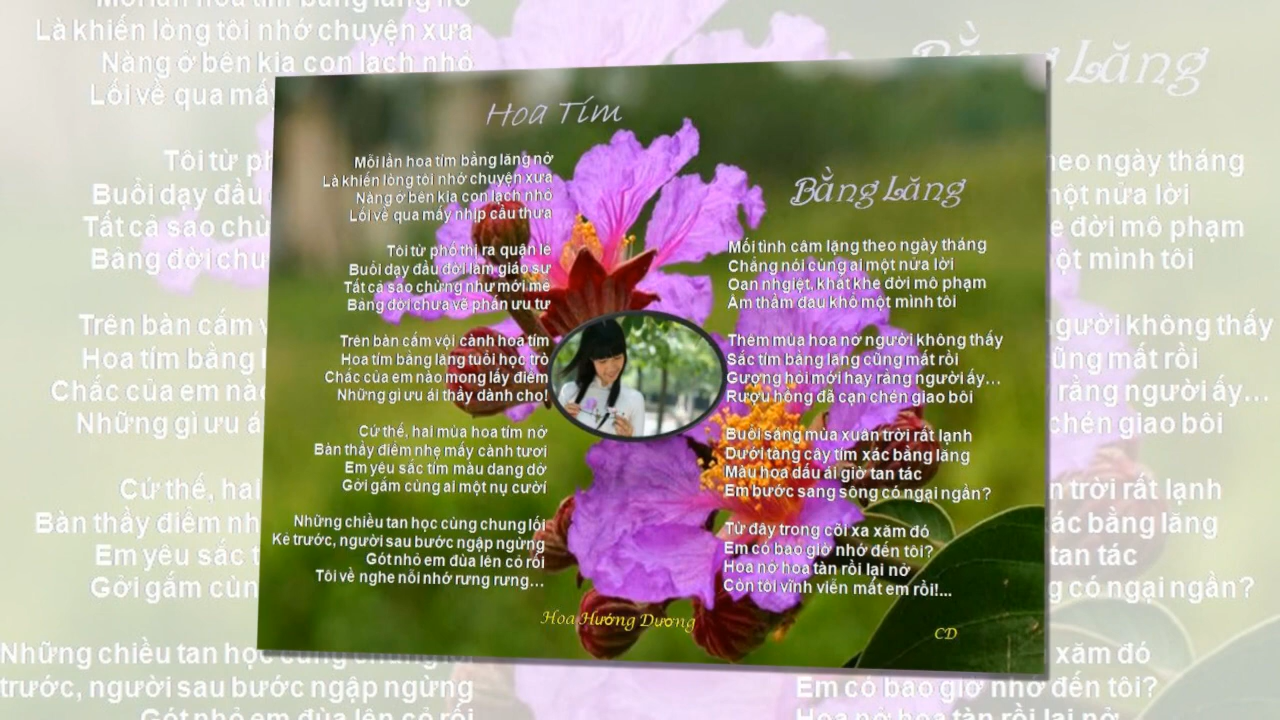 Hoa Tím
Mỗi lần hoa tím bằng lăng nở
Là khiến lòng tôi nhớ chuyện xưa
Nàng ở bên kia con lạch nhỏ
Lối về qua mấy nhịp cầu thưa
Tôi từ phố thị ra quận lẻ
Buổi dạy đầu đời làm giáo sư
Tất cả sao chừng như mới mẻ
Bảng đời chưa vẽ phấn ưu tư
Trên bàn cắm vội cành hoa tím
Hoa tím bằng lăng tuổi học trò
Chắc của em nào mong lấy điểm
Những gì ưu ái thầy dành cho!
Cứ thế, hai mùa hoa tím nở
Bàn thầy điểm nhẹ mấy cành tươi
Em yêu sắc tím màu dang dở
Gởi gắm cùng ai một nụ cười
Những chiều tan học cùng chung lối
Kẻ trước, người sau bước ngập ngừng
Gót nhỏ em đùa lên cỏ rối
Tôi về nghe nỗi nhớ rưng rưng...
Bằng Lăng
Mối tình câm lặng theo ngày tháng
Chẳng nói cùng ai một nửa lời
Oan nghiệt, khắt khe đời mô phạm
Âm thầm đau khổ một mình tôi
Thêm mùa hoa nở người không thấy
Sắc tím bằng lăng cũng mất rồi
Gượng hỏi mới hay rằng người ấy...
Rượu hồng đã cạn chén giao bôi
Buổi sáng mùa xuân trời rất lạnh
Dưới tàng cây tím xác bằng lăng
Màu hoa dấu ái giờ tan tác
Em bước sang sông có ngại ngần?
Từ đây trong cõi xa xăm đó
Em có bao giờ nhớ đến tôi?
Hoa nở hoa tàn rồi lại nở
Còn tôi vĩnh viễn mất em rồi!...
Hoa Hướng Dương
CD